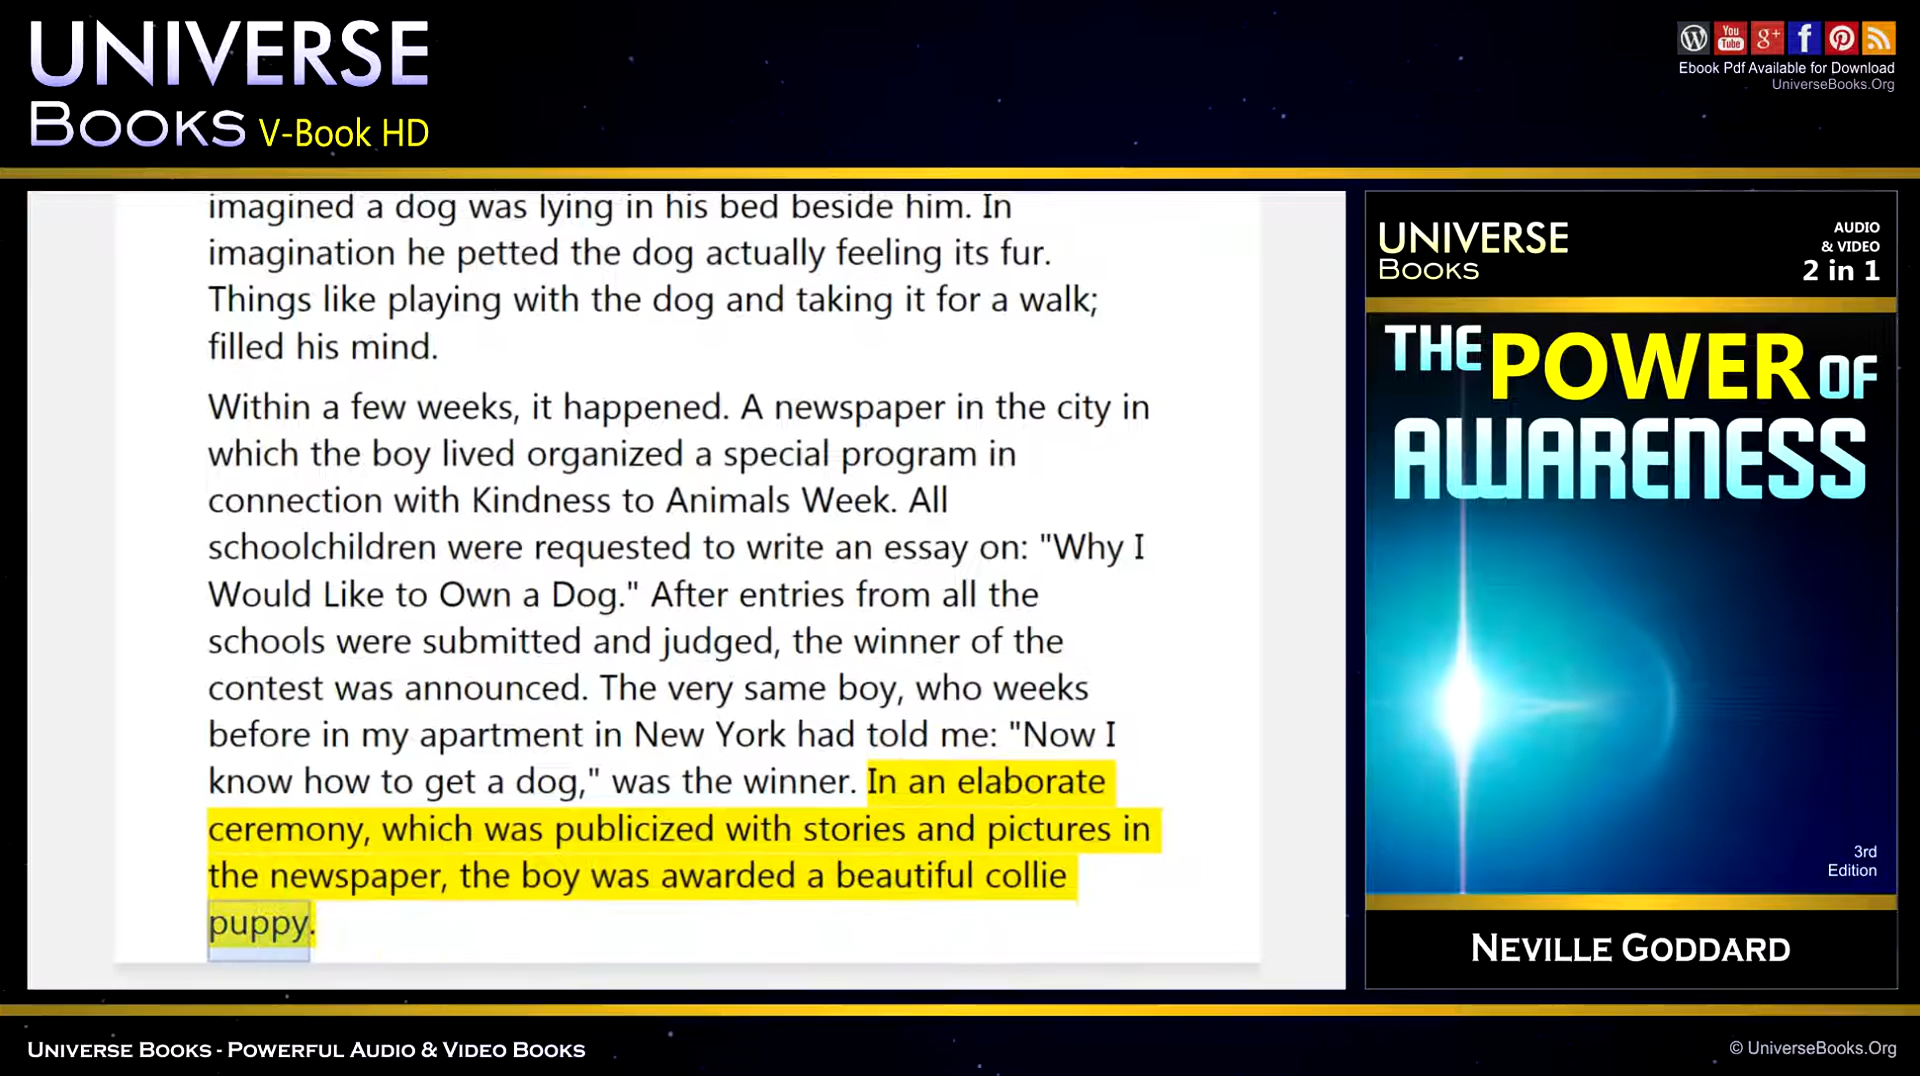 UNIVERSE
BOOKS V-Book HD
You
Tube
g+
f
Ebook Pdf Available for Download
UniverseBooks.Org
imagined a dog was lying in his bed beside him. In
imagination he petted the dog actually feeling its fur.
Things like playing with the dog and taking it for a walk;
filled his mind.
Within a few weeks, it happened. A newspaper in the city in
which the boy lived organized a special program in
connection with Kindness to Animals Week. All
schoolchildren were requested to write an essay on: "Why I
Would Like to Own a Dog." After entries from all the
schools were submitted and judged, the winner of the
contest was announced. The very same boy, who weeks
before in my apartment in New York had told me: "Now I
know how to get a dog," was the winner. In an elaborate
ceremony, which was publicized with stories and pictures in
the newspaper, the boy was awarded a beautiful collie
puppy.
UNIVERSE
BOOKS
AUDIO
& VIDEO
2 in 1
THE POWER OF
AWARENESS
3rd
Edition
NEVILLE GODDARD
UNIVERSE BOOKS - POWERFUL AUDIO & VIDEO BOOKS
© UniverseBooks.Org